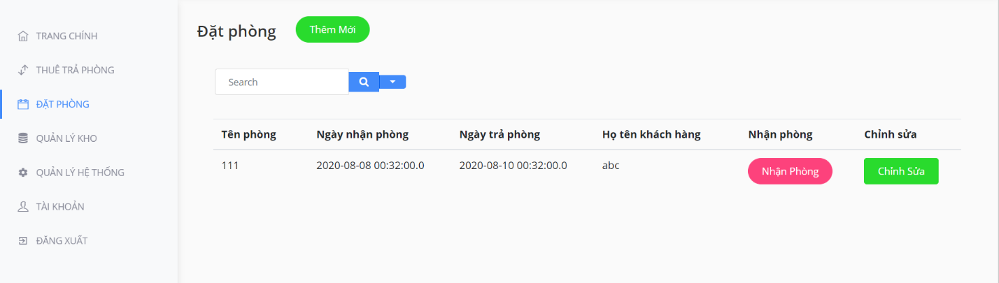 TRANG CHÍNH
THUÊ TRẢ PHÒNG
ĐẶT PHÒNG
QUẢN LÝ KHO
QUẢN LÝ HỆ THỐNG
TÀI KHOẢN
ĐĂNG XUẤT
Đặt phòng Thêm Mới
Search
Tên phòng Ngày nhận phòng Ngày trả phòng Họ tên khách hàng Nhận phòng Chỉnh sửa
111 2020-08-08 00:32:00.0 2020-08-10 00:32:00.0 abc Nhận Phòng Chỉnh Sửa